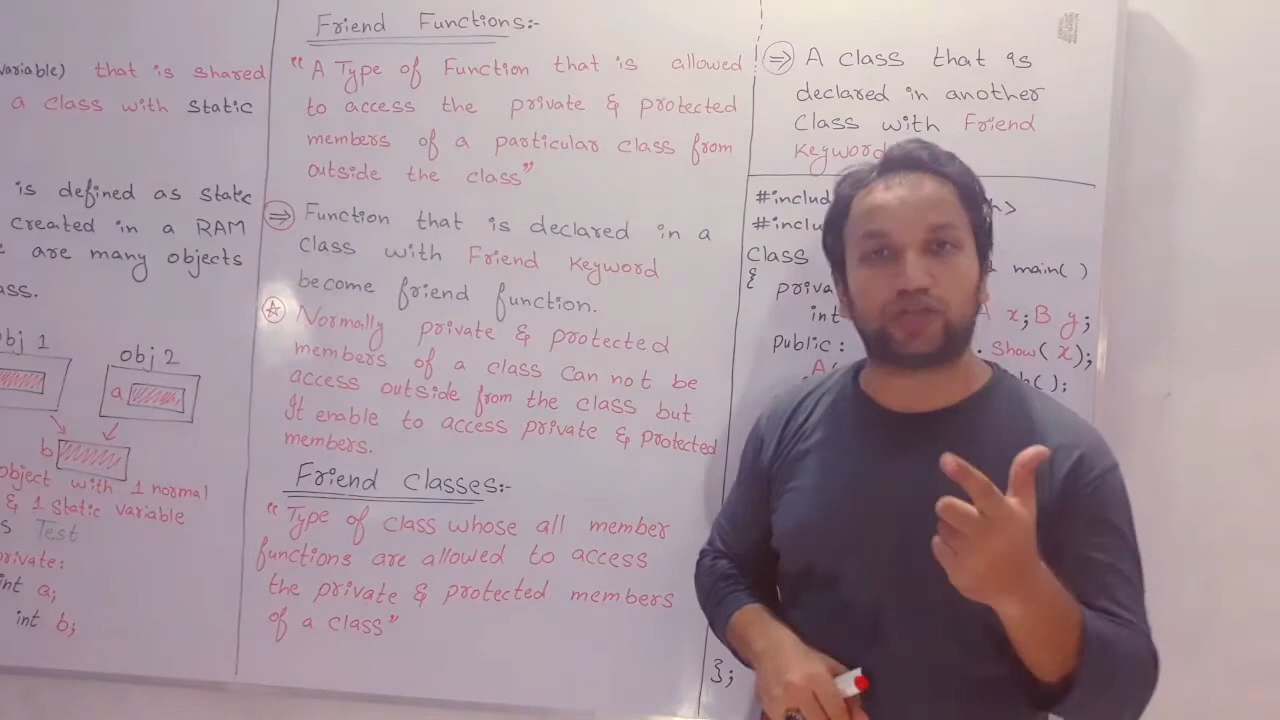 variable) that is shared
a class with static
is defined as static
created in a RAM
are many objects
ass.
obj 1
obj 2
a
b
object with 1 normal
& 1 static variable
Test
private:
int a;
int b;
Friend Functions:-
"A Type of Function that is allowed
to access the private & protected
members of a particular class from
outside the class"
⇒ Function that is declared in a
class with Friend Keyword
become friend function.
☆ Normally private & protected
members of a class can not be
access outside from the class but
It enable to access private & protected
members.
Friend classes:-
"Type of class whose all member
functions are allowed to access
the private & protected members
of a class"
⇒ A class that is
declared in another
class with Friend
Keyword
#includ
#inclu
h>
Class
main( )
{ priva
int
A x; B y;
public:
. Show( x);
A(
h();
};